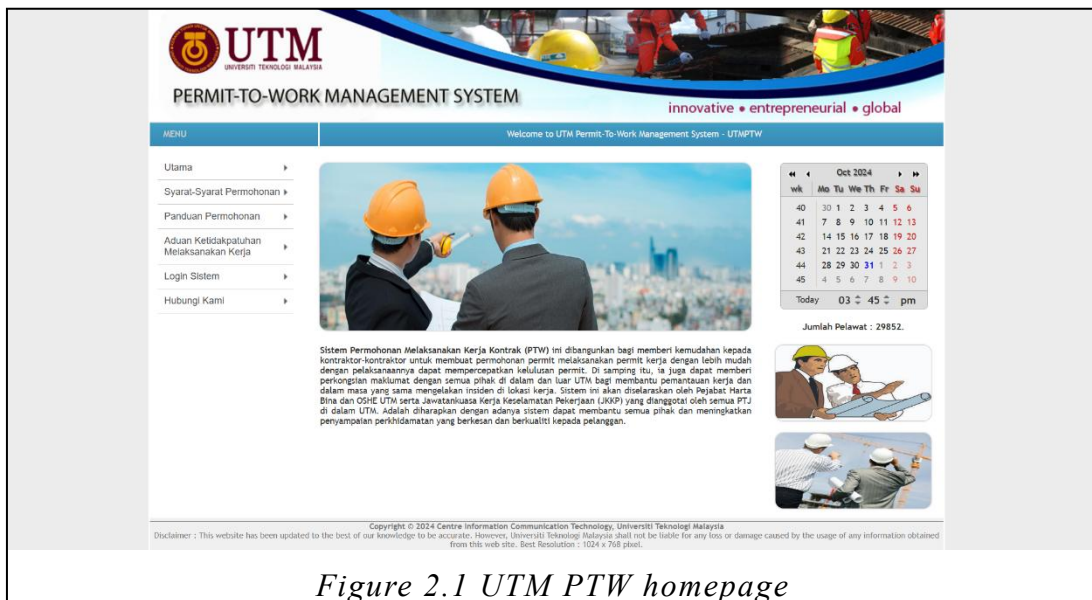 UTM
UNIVERSITI TEKNOLOGI MALAYSIA
PERMIT-TO-WORK MANAGEMENT SYSTEM
innovative ● entrepreneurial ● global
MENU
Welcome to UTM Permit-To-Work Management System - UTMPTW
Utama
Syarat-Syarat Permohonan
Panduan Permohonan
Aduan Ketidakpatuhan
Melaksanakan Kerja
Login Sistem
Hubungi Kami
Sistem Permohonan Melaksanakan Kerja Kontrak (PTW) ini dibangunkan bagi memberi kemudahan kepada
kontraktor-kontraktor untuk membuat permohonan permit melaksanakan permit kerja dengan lebih mudah
dengan pelaksanaannya dapat mempercepatkan kelulusan permit. Di samping itu, ia juga dapat memberi
perkongsian maklumat dengan semua pihak di dalam dan luar UTM bagi membantu pemantauan kerja dan
dalam masa yang sama mengelakan insiden di lokasi kerja. Sistem ini akan diselaraskan oleh Pejabat Harta
Bina dan OSHE UTM serta Jawatankuasa Kerja Keselamatan Pekerjaan (JKKP) yang dianggotai oleh semua PTJ
di dalam UTM. Adalah diharapkan dengan adanya sistem dapat membantu semua pihak dan meningkatkan
penyampaian perkhidamatan yang berkesan dan berkualiti kepada pelanggan.
Oct 2024
wk Mo Tu We Th Fr Sa Su
40 30 1 2 3 4 5 6
41 7 8 9 10 11 12 13
42 14 15 16 17 18 19 20
43 21 22 23 24 25 26 27
44 28 29 30 31 1 2 3
45 4 5 6 7 8 9 10
Today 03 45 pm
Jumlah Pelawat : 29852.
Copyright © 2024 Centre Information Communication Technology, Universiti Teknologi Malaysia
Disclaimer : This website has been updated to the best of our knowledge to be accurate. However, Universiti Teknologi Malaysia shall not be liable for any loss or damage caused by the usage of any information obtained
from this web site. Best Resolution : 1024 x 768 pixel.
Figure 2.1 UTM PTW homepage